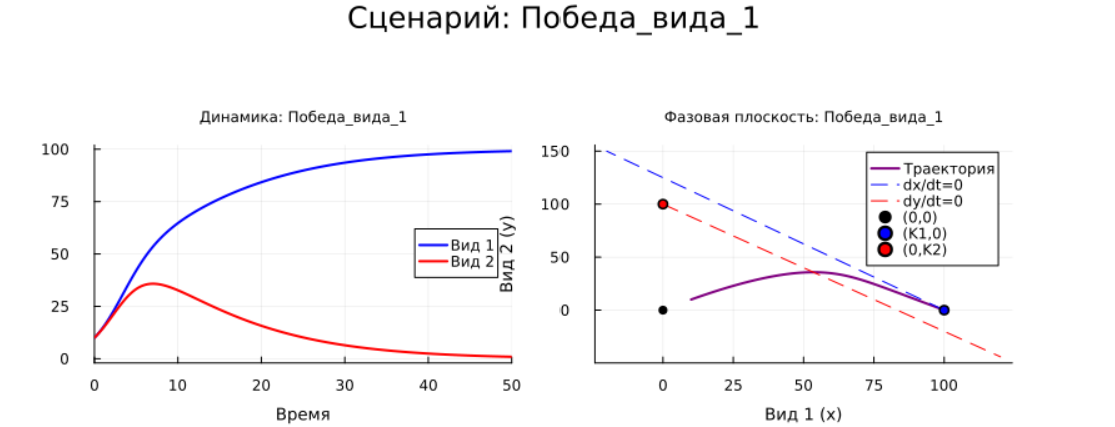 Сценарий: Победа_вида_1
Динамика: Победа_вида_1
100
75
50
25
0
0
10
20
30
40
50
Время
Вид 1
Вид 2
Фазовая плоскость: Победа_вида_1
Вид 2 (y)
150
100
50
0
0
25
50
75
100
Вид 1 (x)
Траектория
dx/dt=0
dy/dt=0
(0,0)
(K1,0)
(0,K2)